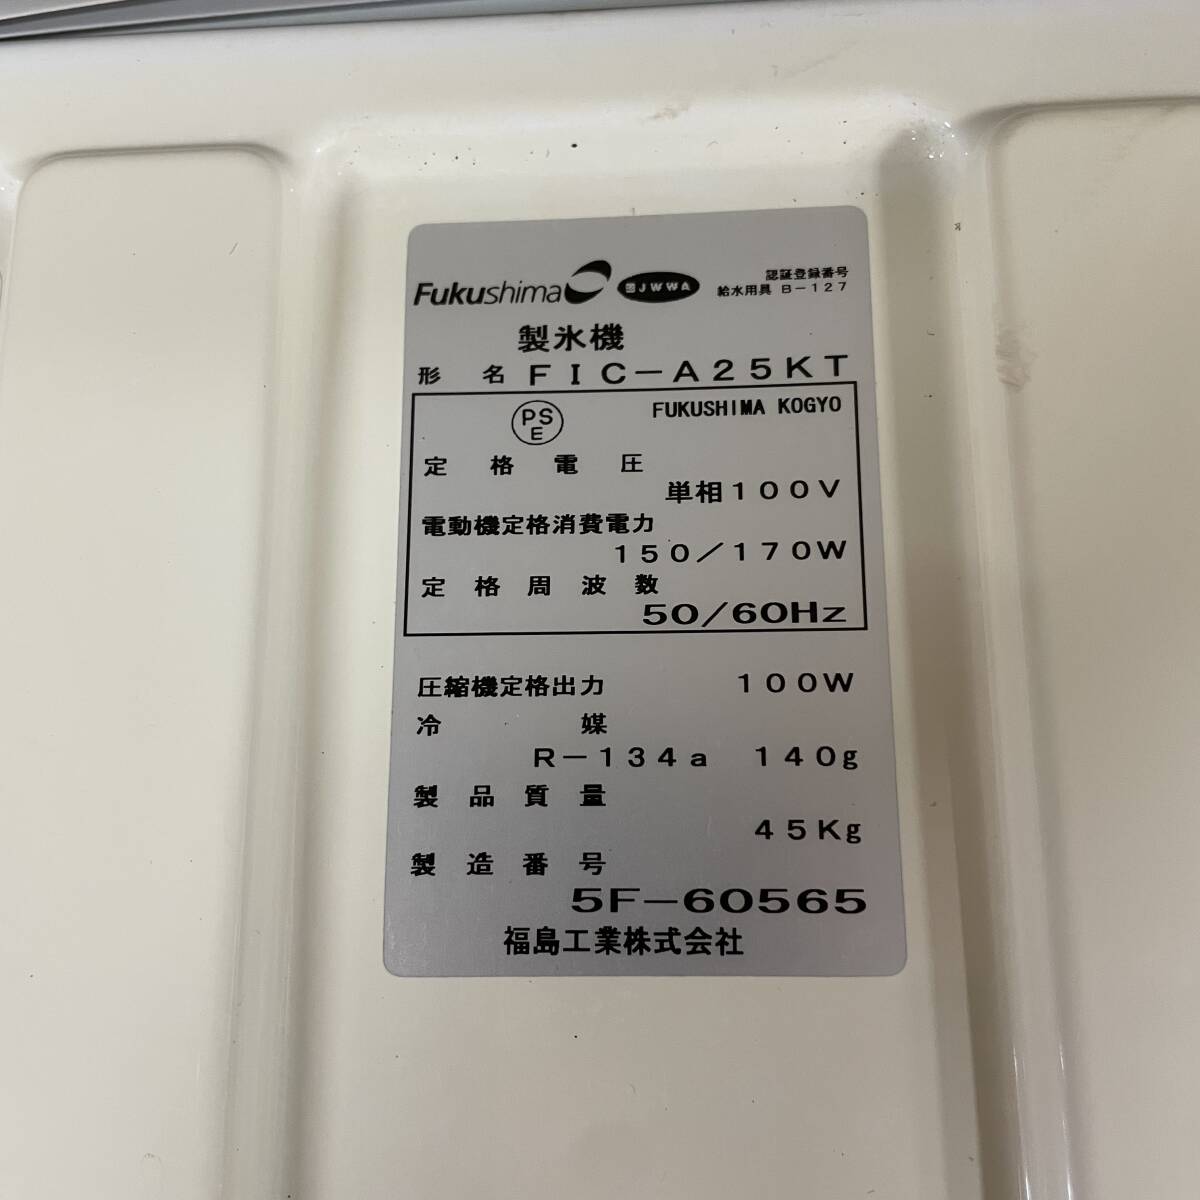 Fukushima JWWA 認証登録番号
給水用具 B-127
製氷機
形名 FIC-A25KT
PSE FUKUSHIMA KOGYO
定格電圧
単相100V
電動機定格消費電力
150/170W
定格周波数
50/60Hz
圧縮機定格出力 100W
冷媒
R-134a 140g
製品質量
45Kg
製造番号
5F-60565
福島工業株式会社